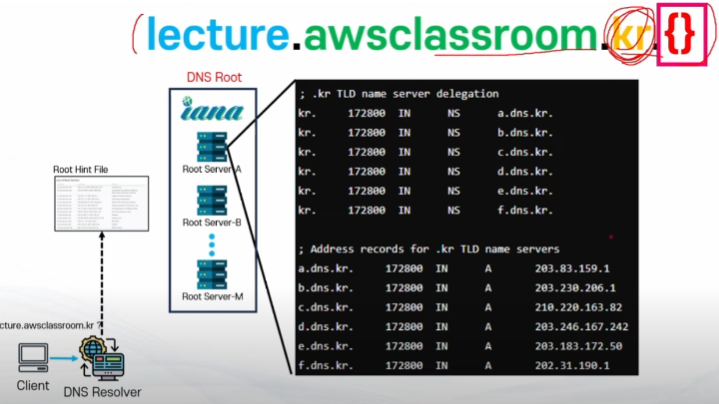 lecture.awsclassroom.kr.{}
DNS Root
iana
Root Server-A
Root Server-B
Root Server-M
; .kr TLD name server delegation
kr. 172800 IN NS a.dns.kr.
kr. 172800 IN NS b.dns.kr.
kr. 172800 IN NS c.dns.kr.
kr. 172800 IN NS d.dns.kr.
kr. 172800 IN NS e.dns.kr.
kr. 172800 IN NS f.dns.kr.
; Address records for .kr TLD name servers
a.dns.kr. 172800 IN A 203.83.159.1
b.dns.kr. 172800 IN A 203.230.206.1
c.dns.kr. 172800 IN A 210.220.163.82
d.dns.kr. 172800 IN A 203.246.167.242
e.dns.kr. 172800 IN A 203.183.172.50
f.dns.kr. 172800 IN A 202.31.190.1
Root Hint File
cture.awsclassroom.kr ?
Client
DNS Resolver